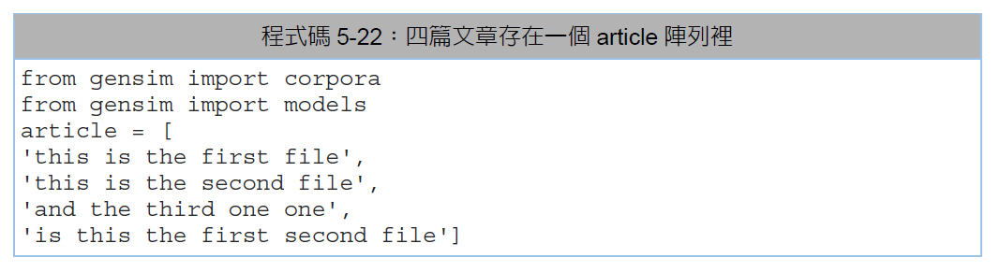 程式碼 5-22：四篇文章存在一個 article 陣列裡
from gensim import corpora
from gensim import models
article = [
'this is the first file',
'this is the second file',
'and the third one one',
'is this the first second file']